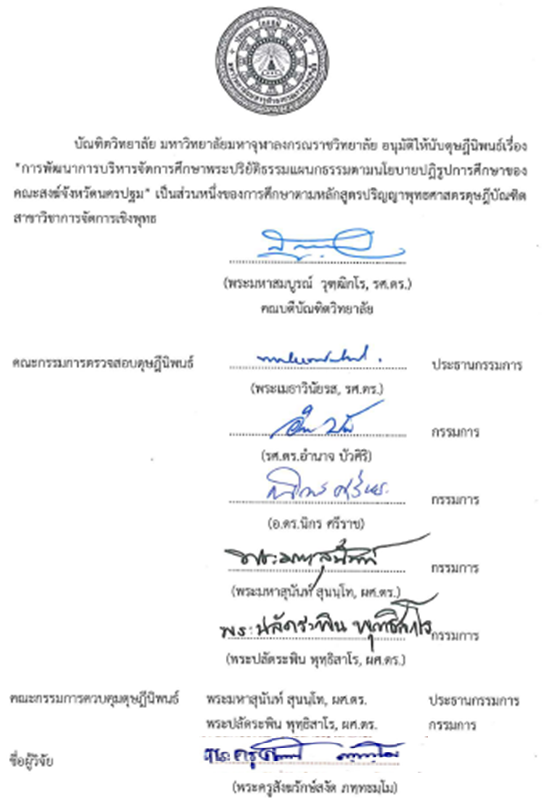 บัณฑิตวิทยาลัย มหาวิทยาลัยมหาจุฬาลงกรณราชวิทยาลัย อนุมัติให้นับดุษฎีนิพนธ์เรื่อง
"การพัฒนาการบริหารจัดการศึกษาพระปริยัติธรรมแผนกธรรมตามนโยบายปฏิรูปการศึกษาของ
คณะสงฆ์จังหวัดนครปฐม" เป็นส่วนหนึ่งของการศึกษาตามหลักสูตรปริญญาพุทธศาสตรดุษฎีบัณฑิต
สาขาวิชาการจัดการเชิงพุทธ
(พระมหาสมบูรณ์ วุฑฺฒิกโร, รศ.ดร.)
คณบดีบัณฑิตวิทยาลัย
คณะกรรมการตรวจสอบดุษฎีนิพนธ์ ประธานกรรมการ
(พระเมธาวินัยรส, รศ.ดร.)
กรรมการ
(รศ.ดร.อำนาจ บัวศิริ)
กรรมการ
(อ.ดร.นิกร ศรีราช)
พระมหาสุนันท์ กรรมการ
(พระมหาสุนันท์ สุนนฺโท, ผศ.ดร.)
พระปลัดระพิน พุทธิสาโร กรรมการ
(พระปลัดระพิน พุทฺธิสาโร, ผศ.ดร.)
คณะกรรมการควบคุมดุษฎีนิพนธ์ พระมหาสุนันท์ สุนนฺโท, ผศ.ดร. ประธานกรรมการ
พระปลัดระพิน พุทฺธิสาโร, ผศ.ดร. กรรมการ
ชื่อผู้วิจัย
(พระครูสังฆรักษ์สงัด ภทฺทธมฺโม)